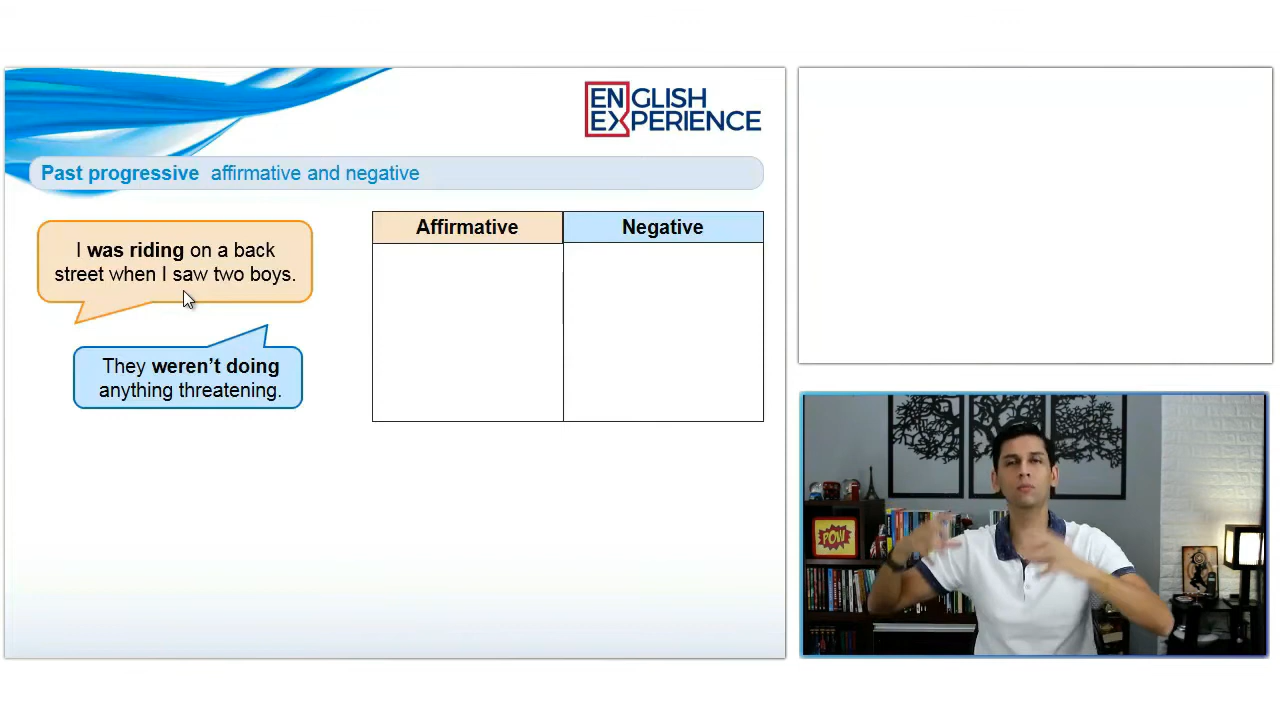 ENGLISH
EXPERIENCE
Past progressive affirmative and negative
I was riding on a back
street when I saw two boys.
They weren't doing
anything threatening.
Affirmative Negative
POW